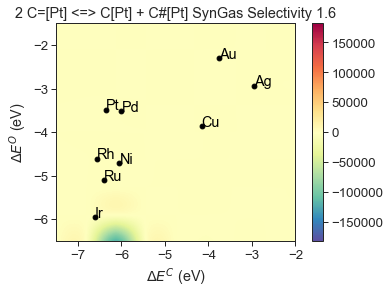 2 C=[Pt] <=> C[Pt] + C#[Pt] SynGas Selectivity 1.6
ΔE^O (eV)
−2
−3
−4
−5
−6
Au
Ag
Cu
Pt
Pd
Rh
Ni
Ru
Ir
−7
−6
−5
−4
−3
−2
ΔE^C (eV)
150000
100000
50000
0
−50000
−100000
−150000